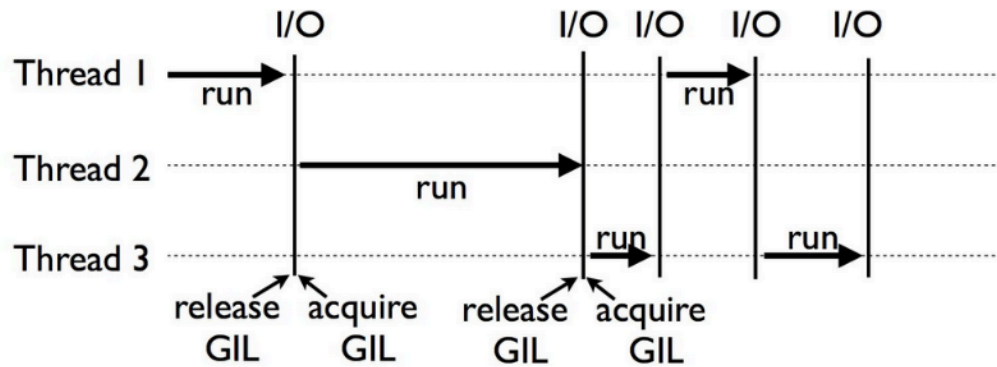 I/O I/O I/O I/O I/O
Thread 1
run run
Thread 2
run
Thread 3
run run
release acquire release acquire
GIL GIL GIL GIL